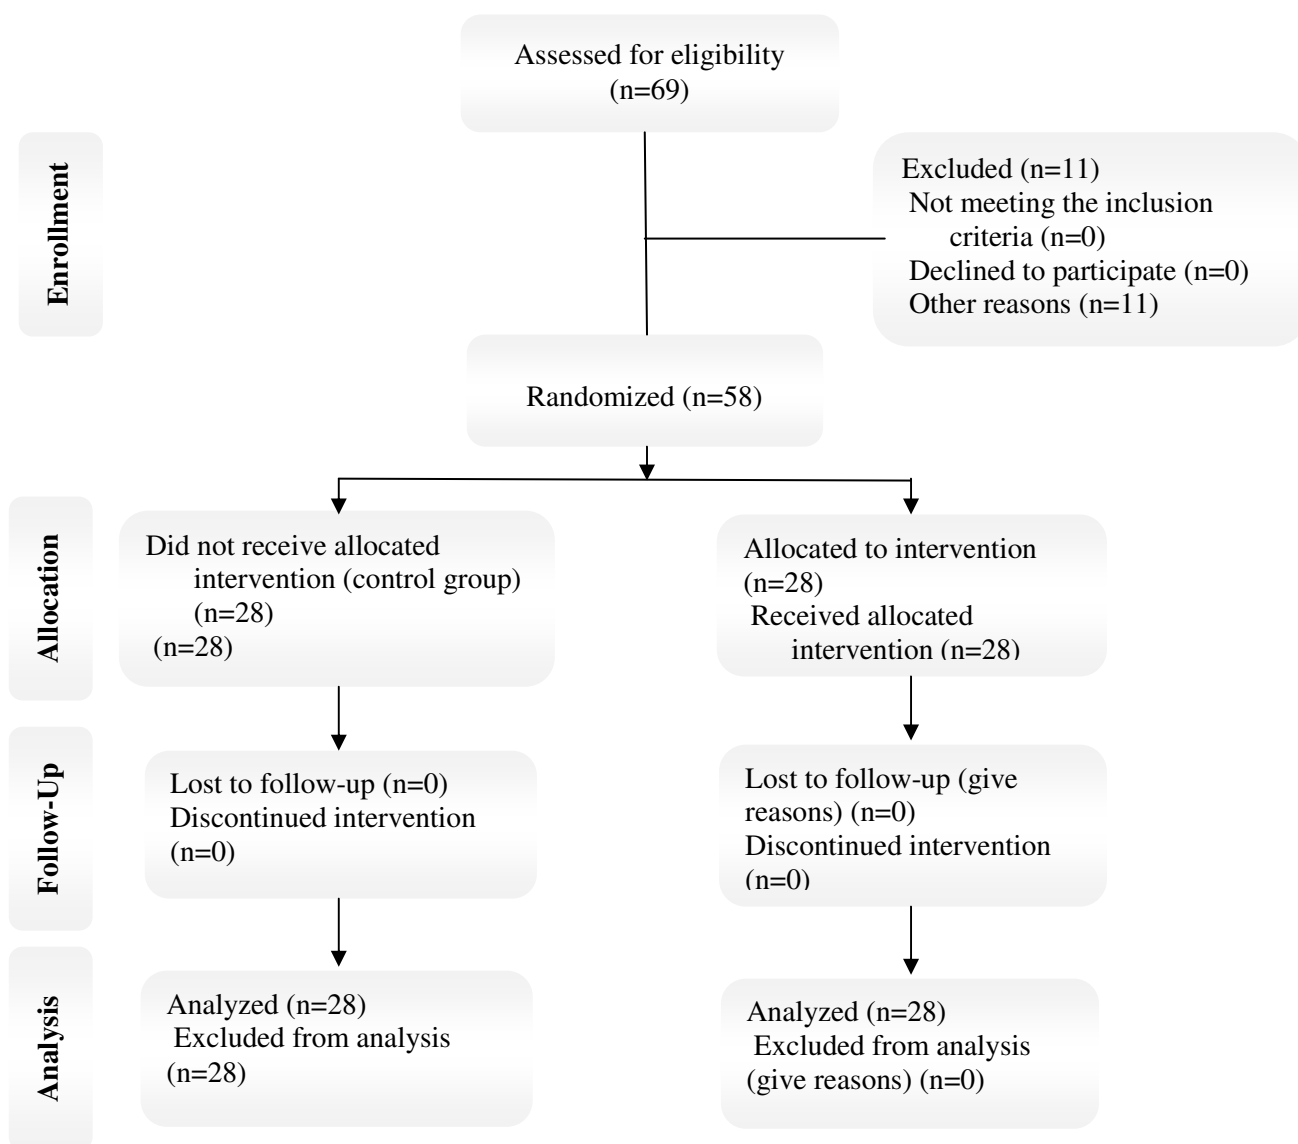 Assessed for eligibility
(n=69)
Enrollment
Excluded (n=11)
Not meeting the inclusion
criteria (n=0)
Declined to participate (n=0)
Other reasons (n=11)
Randomized (n=58)
Allocation
Did not receive allocated
intervention (control group)
(n=28)
(n=28)
Allocated to intervention
(n=28)
Received allocated
intervention (n=28)
Follow-Up
Lost to follow-up (n=0)
Discontinued intervention
(n=0)
Lost to follow-up (give
reasons) (n=0)
Discontinued intervention
(n=0)
Analysis
Analyzed (n=28)
Excluded from analysis
(n=28)
Analyzed (n=28)
Excluded from analysis
(give reasons) (n=0)